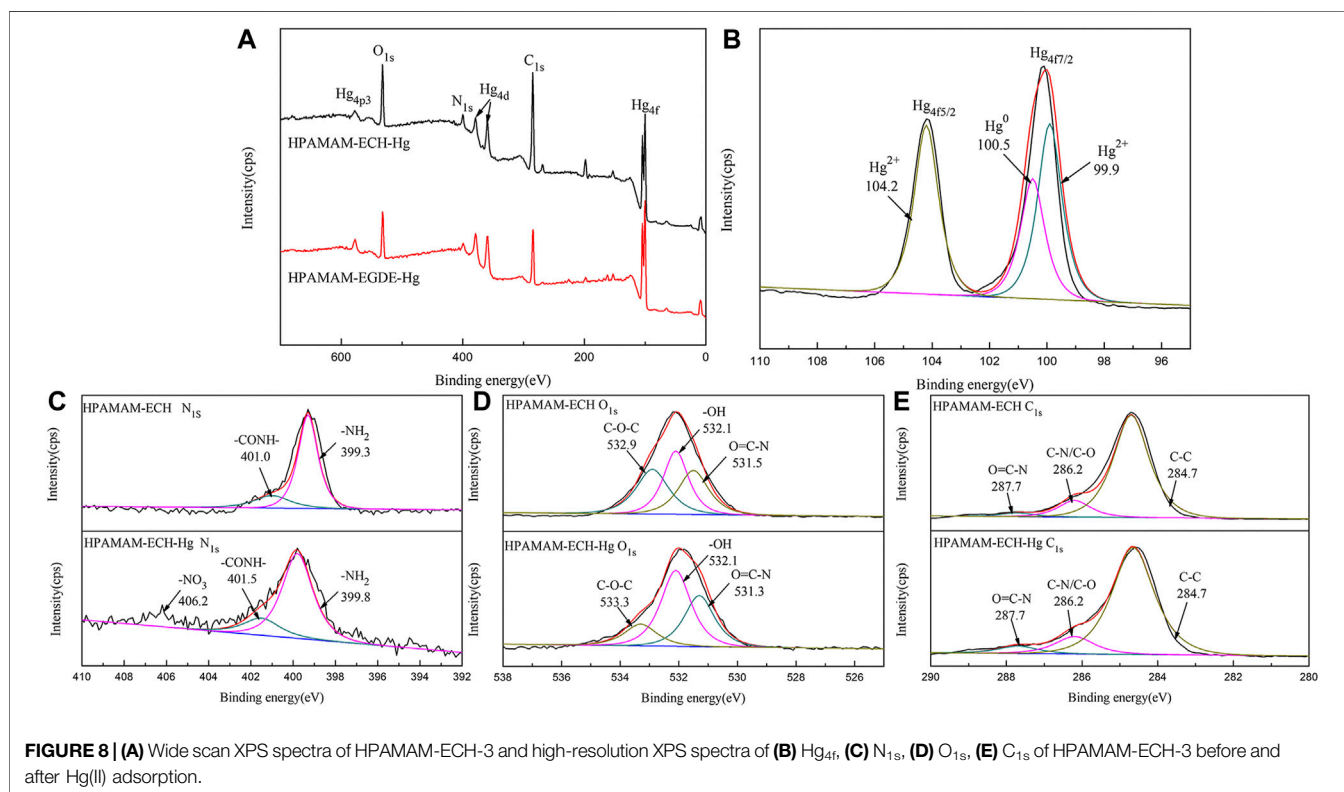 A
O1s
C1s
Hg4p3
N1s
Hg4d
Hg4f
HPAMAM-ECH-Hg
HPAMAM-EGDE-Hg
Intensity(cps)
600
400
200
0
Binding energy(eV)
B
Hg4f7/2
Hg4f5/2
Hg0
100.5
Hg2+
99.9
Hg2+
104.2
Intensity(cps)
110
108
106
104
102
100
98
96
Binding energy(eV)
C
HPAMAM-ECH N1S
-CONH-
401.0
-NH2
399.3
Intensity(cps)
HPAMAM-ECH-Hg N1s
-NO3
406.2
-CONH-
401.5
-NH2
399.8
Intensity(cps)
410 408 406 404 402 400 398 396 394 392
Binding energy(eV)
D
HPAMAM-ECH O1s
C-O-C
532.9
-OH
532.1
O=C-N
531.5
Intensity(cps)
HPAMAM-ECH-Hg O1s
C-O-C
533.3
-OH
532.1
O=C-N
531.3
Intensity(cps)
538 536 534 532 530 528 526
Binding energy(eV)
E
HPAMAM-ECH C1s
O=C-N
287.7
C-N/C-O
286.2
C-C
284.7
Intensity(cps)
HPAMAM-ECH-Hg C1s
O=C-N
287.7
C-N/C-O
286.2
C-C
284.7
Intensity(cps)
290 288 286 284 282 280
Binding energy(eV)
FIGURE 8 | (A) Wide scan XPS spectra of HPAMAM-ECH-3 and high-resolution XPS spectra of (B) Hg4f, (C) N1s, (D) O1s, (E) C1s of HPAMAM-ECH-3 before and
after Hg(II) adsorption.